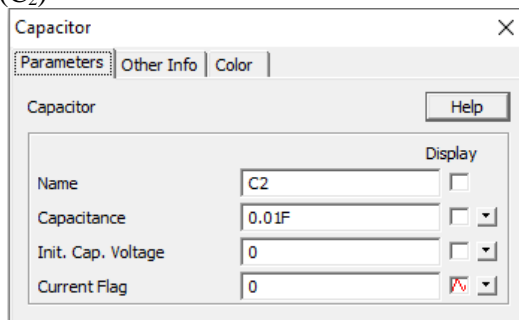 (C₂)
Capacitor
Parameters Other Info Color
Capacitor Help
Display
Name C2
Capacitance 0.01F
Init. Cap. Voltage 0
Current Flag 0